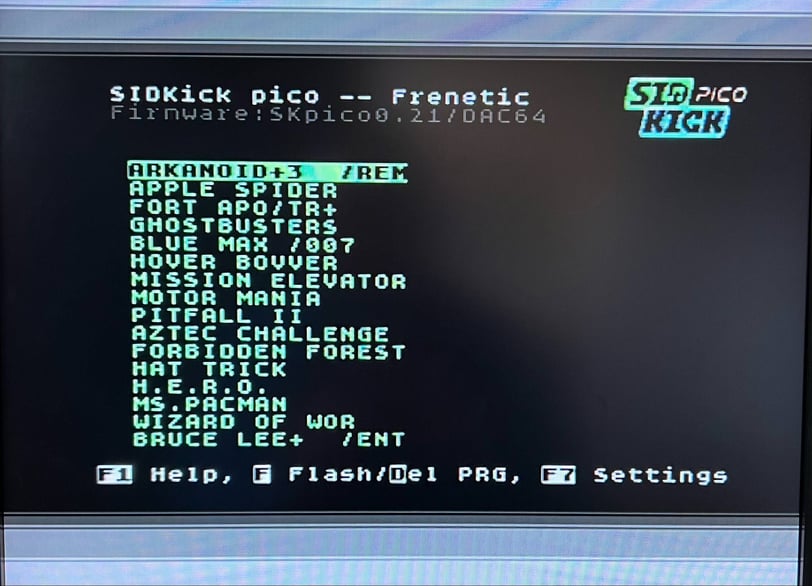 SIDKick pico -- Frenetic
Firmware:SKpico0.21/DAC64
SID PICO
KICK
ARKANOID+3 /REM
APPLE SPIDER
FORT APO/TR+
GHOSTBUSTERS
BLUE MAX /007
HOVER BOVVER
MISSION ELEVATOR
MOTOR MANIA
PITFALL II
AZTEC CHALLENGE
FORBIDDEN FOREST
HAT TRICK
H.E.R.O.
MS.PACMAN
WIZARD OF WOR
BRUCE LEE+ /ENT
F1 Help, F Flash/Del PRG, F7 Settings